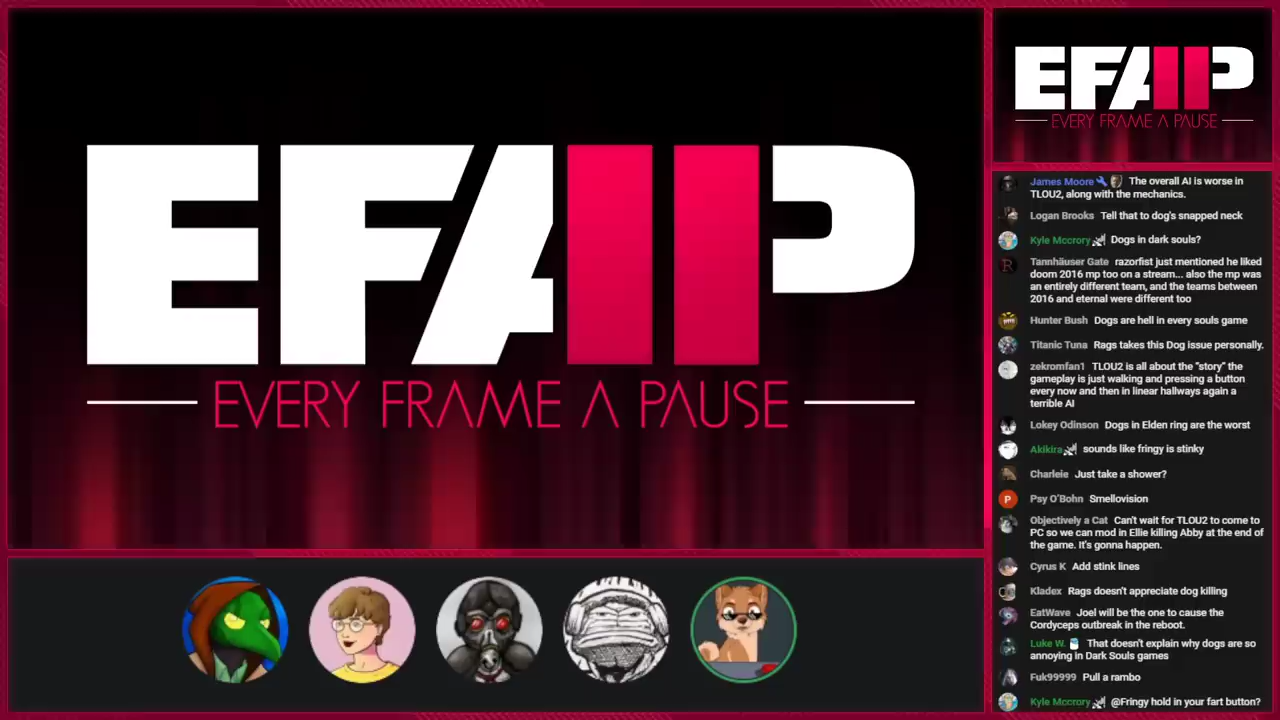 EFAP
EVERY FRAME A PAUSE
EFAP
EVERY FRAME A PAUSE
James Moore The overall AI is worse in
TLOU2, along with the mechanics.
Logan Brooks Tell that to dog's snapped neck
Kyle Mccrory Dogs in dark souls?
Tannhäuser Gate razorfist just mentioned he liked
doom 2016 mp too on a stream... also the mp was
an entirely different team, and the teams between
2016 and eternal were different too
Hunter Bush Dogs are hell in every souls game
Titanic Tuna Rags takes this Dog issue personally.
zekromfan1 TLOU2 is all about the "story" the
gameplay is just walking and pressing a button
every now and then in linear hallways again a
terrible AI
Lokey Odinson Dogs in Elden ring are the worst
Akikira sounds like fringy is stinky
Charleie Just take a shower?
P
Psy O'Bohn Smellovision
Objectively a Cat Can't wait for TLOU2 to come to
PC so we can mod in Ellie killing Abby at the end of
the game. It's gonna happen.
Cyrus K Add stink lines
Kladex Rags doesn't appreciate dog killing
EatWave Joel will be the one to cause the
Cordyceps outbreak in the reboot.
Luke W. That doesn't explain why dogs are so
annoying in Dark Souls games
Fuk99999 Pull a rambo
Kyle Mccrory @Fringy hold in your fart button?